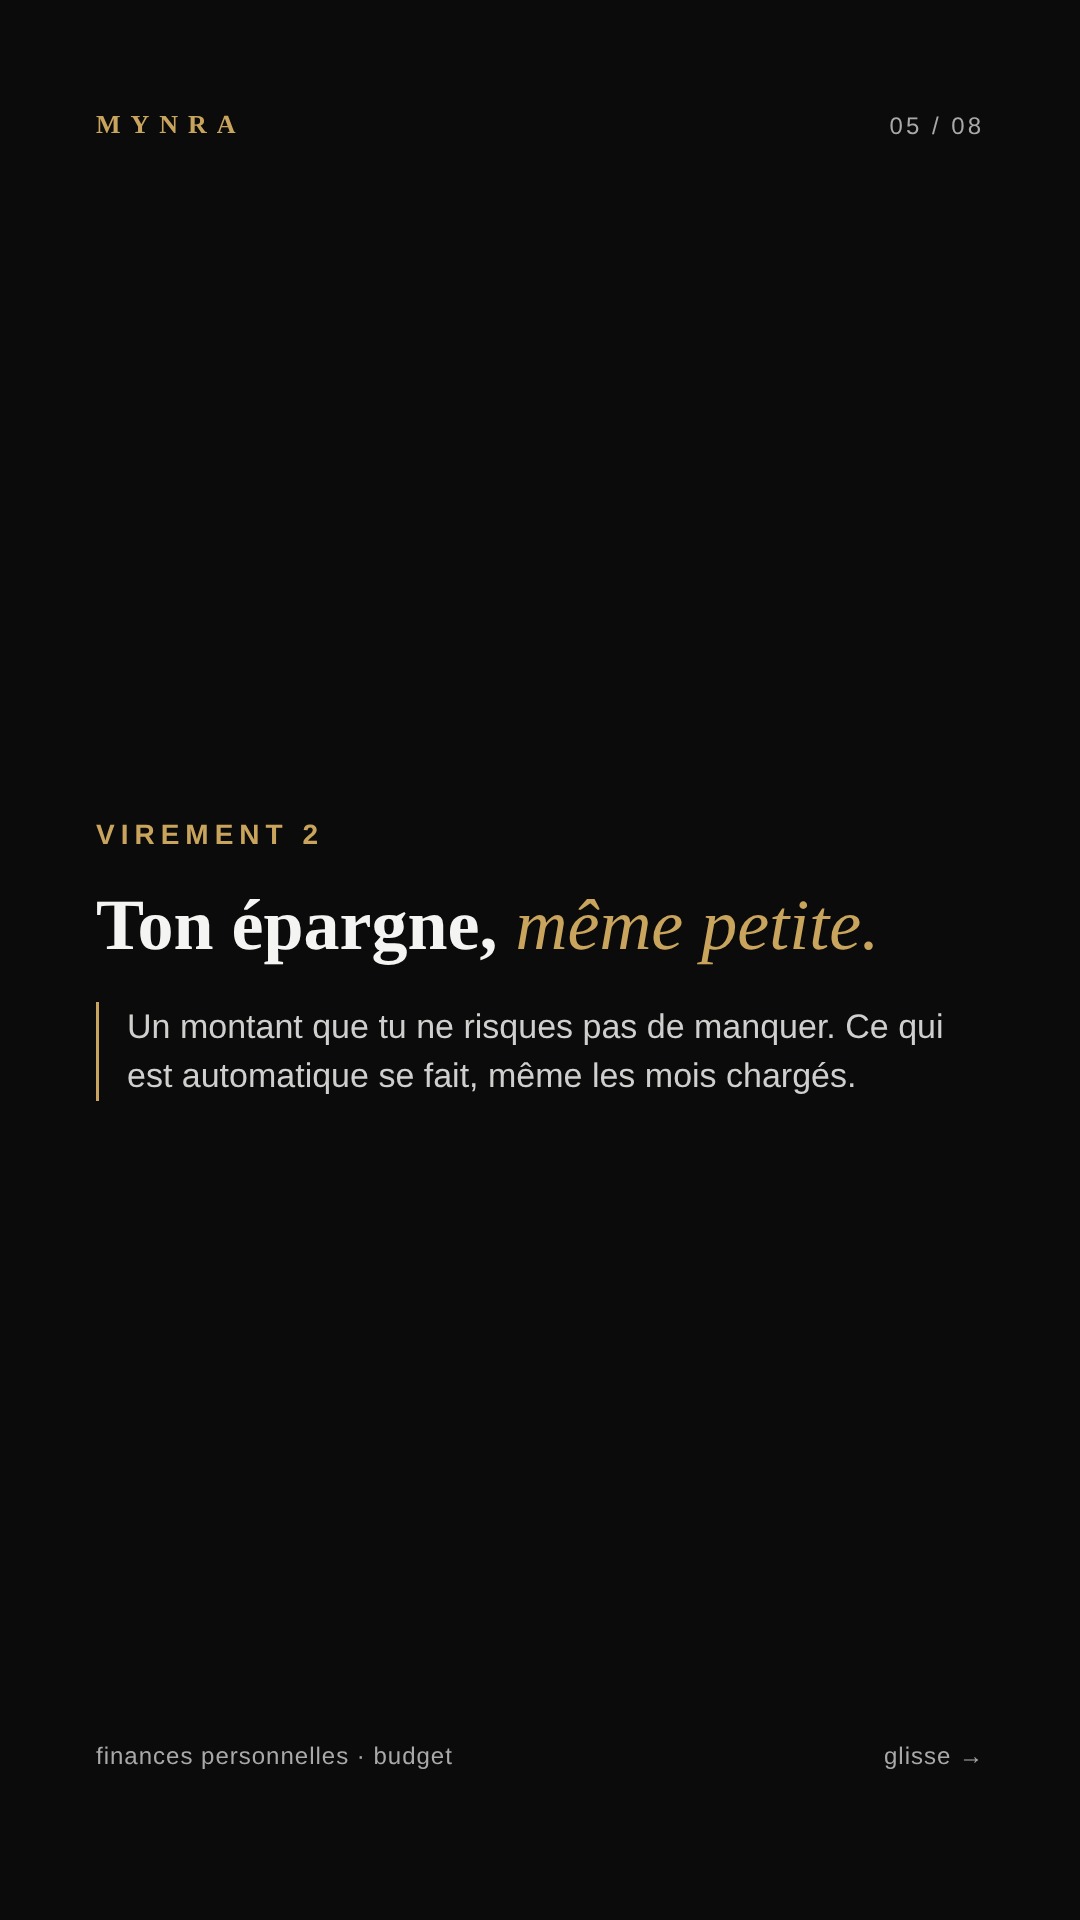 MYNRA
05 / 08
VIREMENT 2
Ton épargne, même petite.
Un montant que tu ne risques pas de manquer. Ce qui
est automatique se fait, même les mois chargés.
finances personnelles · budget
glisse →